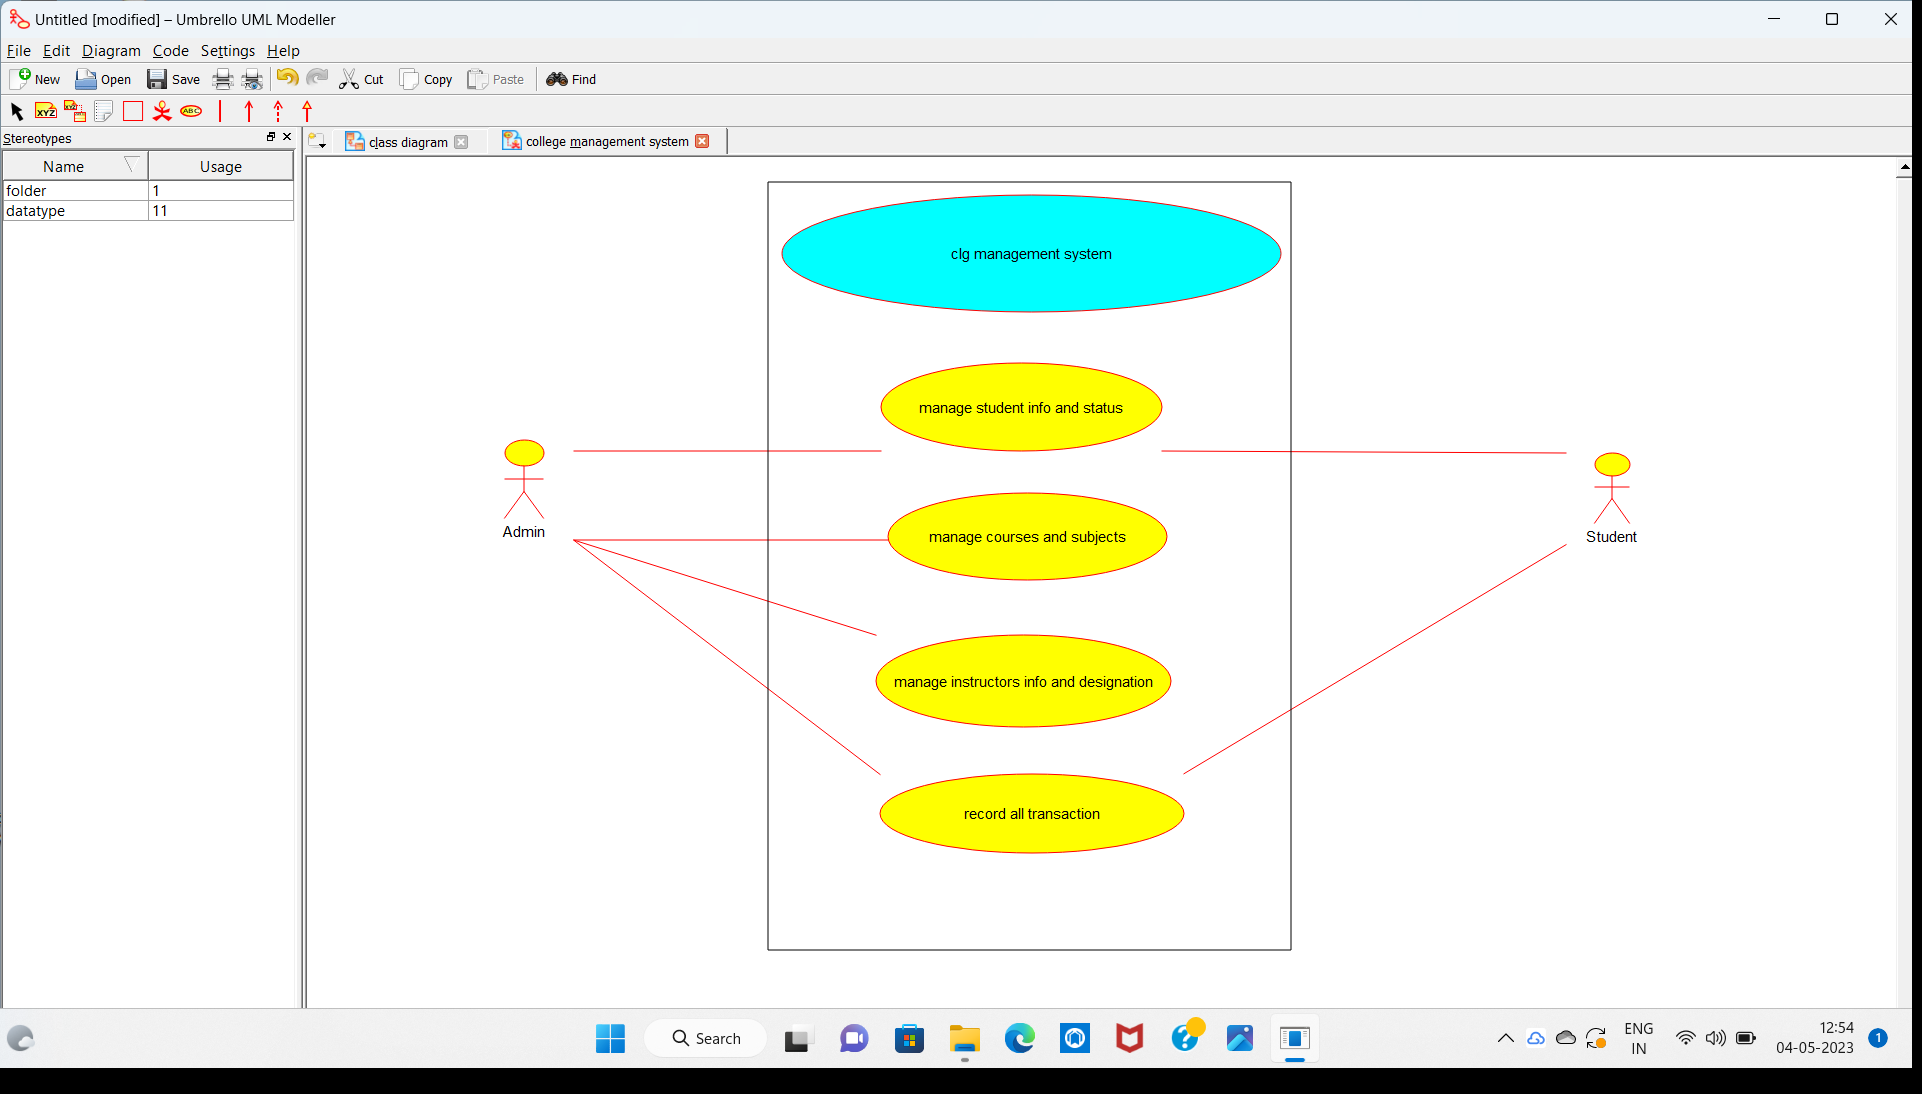 Untitled [modified] – Umbrello UML Modeller
File Edit Diagram Code Settings Help
New Open Save Cut Copy Paste Find
XYZ XYZ ABC
Stereotypes
class diagram
college management system
Name Usage
folder 1
datatype 11
clg management system
manage student info and status
Admin
Student
manage courses and subjects
manage instructors info and designation
record all transaction
Search
ENG
IN
12:54
04-05-2023
1